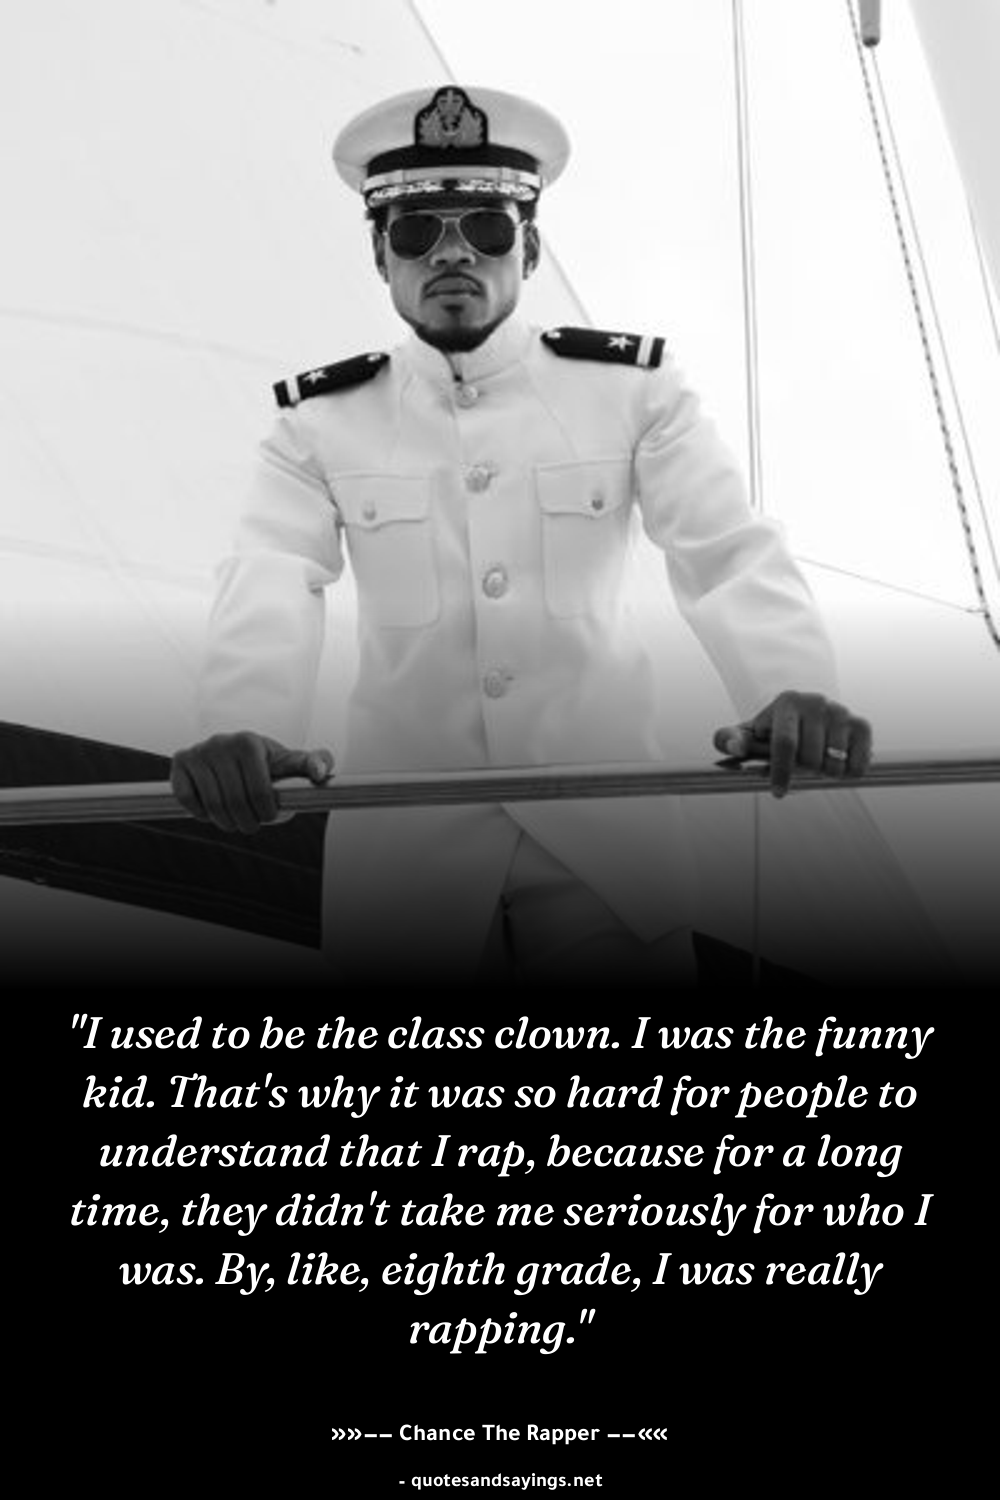 "I used to be the class clown. I was the funny
kid. That's why it was so hard for people to
understand that I rap, because for a long
time, they didn't take me seriously for who I
was. By, like, eighth grade, I was really
rapping."
»»–– Chance The Rapper ––««
- quotesandsayings.net